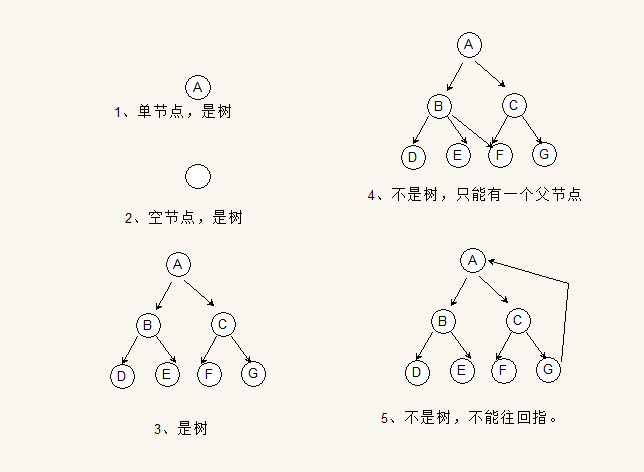 A
1、单节点，是树
2、空节点，是树
A
B C
D E F G
3、是树
A
B C
D E F G
4、不是树，只能有一个父节点
A
B C
D E F G
5、不是树，不能往回指。